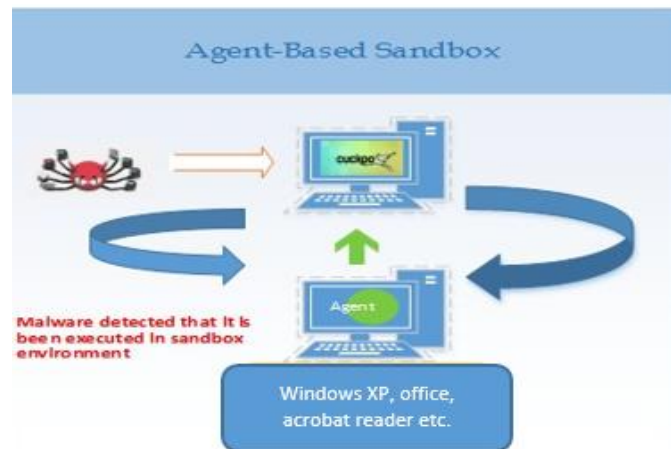 Agent-Based Sandbox
cuckoo
Agent
Malware detected that it is
been executed in sandbox
environment
Windows XP, office,
acrobat reader etc.